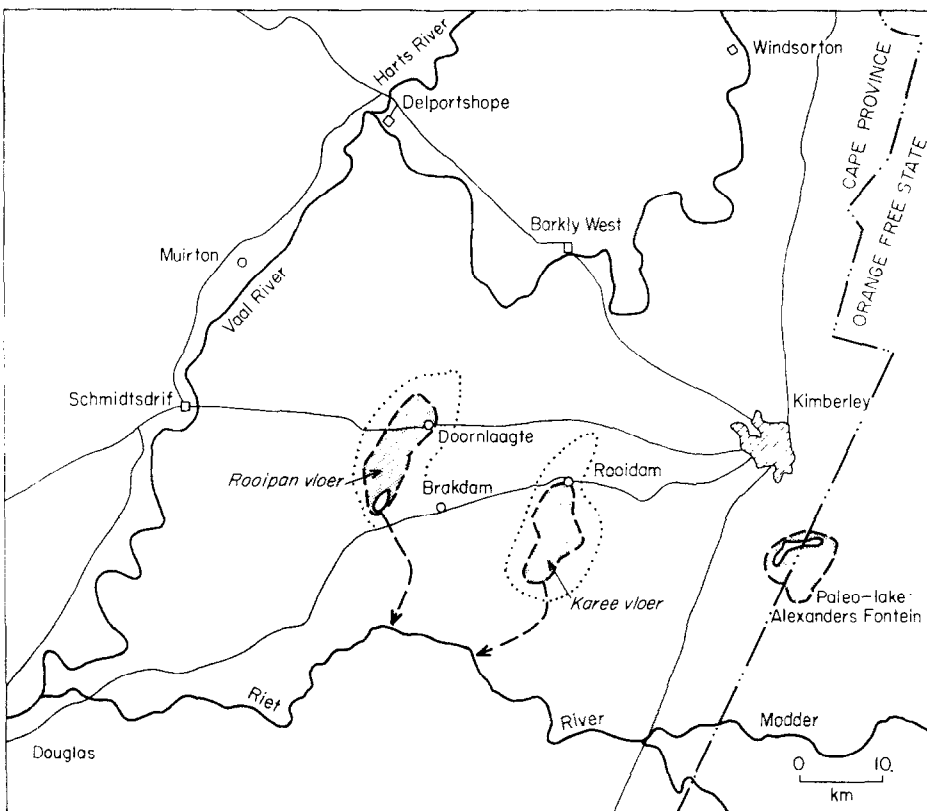 Windsorton
Harts River
Delportshope
CAPE PROVINCE
ORANGE FREE STATE
Barkly West
Muirton
Vaal River
Schmidtsdrif
Kimberley
Doornlaagte
Rooipan vloer
Brakdam
Rooidam
Karee vloer
Paleo-lake
Alexanders Fontein
Riet
River
Modder
Douglas
0 10.
km